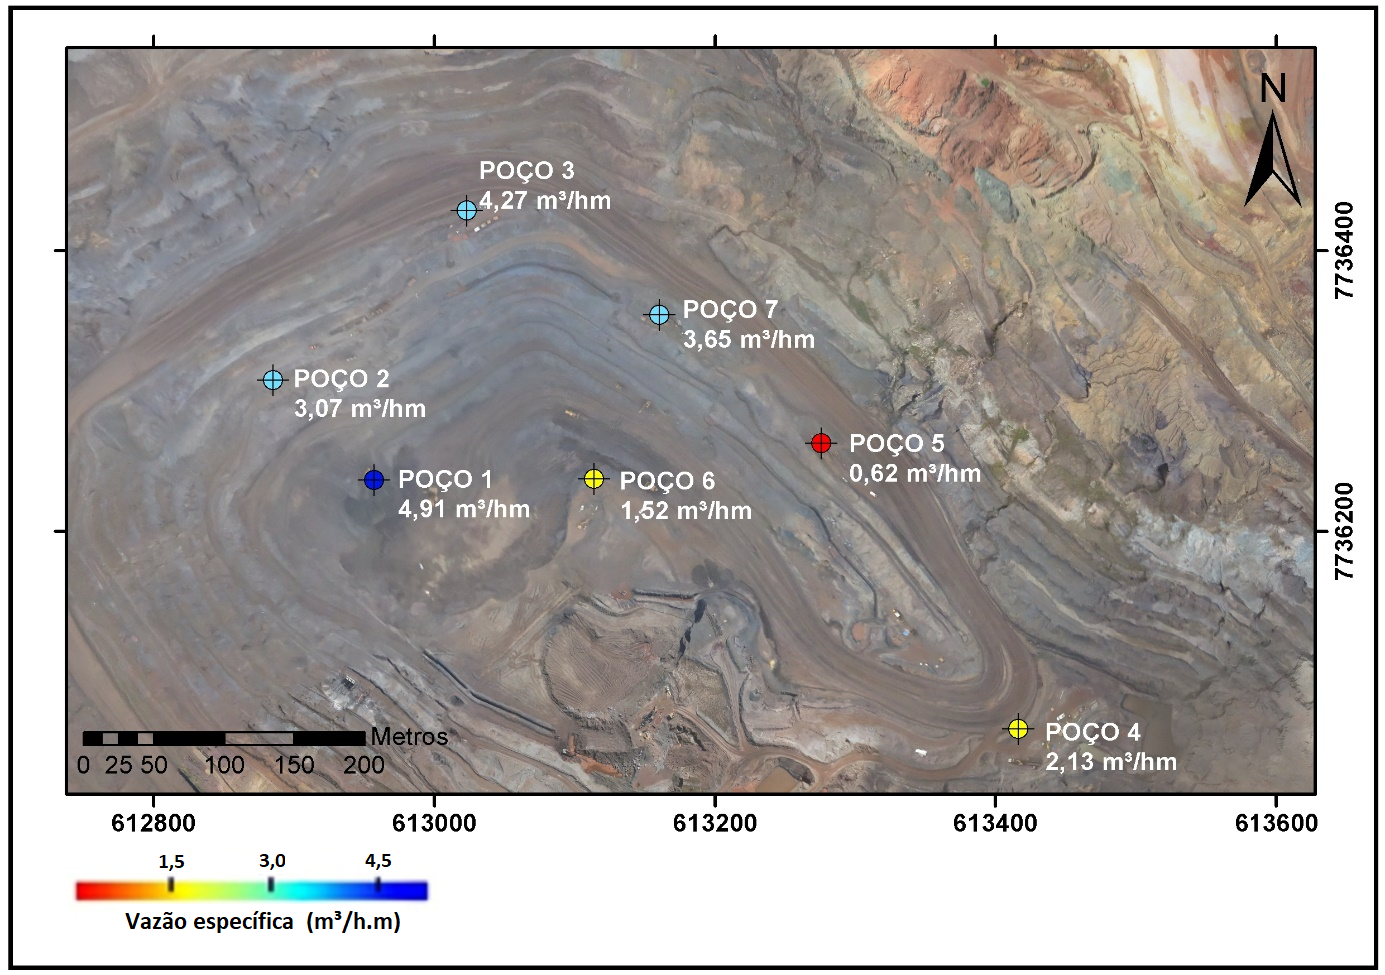 N
POÇO 3
4,27 m³/hm
7736400
POÇO 7
3,65 m³/hm
POÇO 2
3,07 m³/hm
POÇO 5
0,62 m³/hm
POÇO 1
4,91 m³/hm
POÇO 6
1,52 m³/hm
7736200
POÇO 4
2,13 m³/hm
Metros
0 25 50 100 150 200
612800 613000 613200 613400 613600
1,5 3,0 4,5
Vazão específica (m³/h.m)